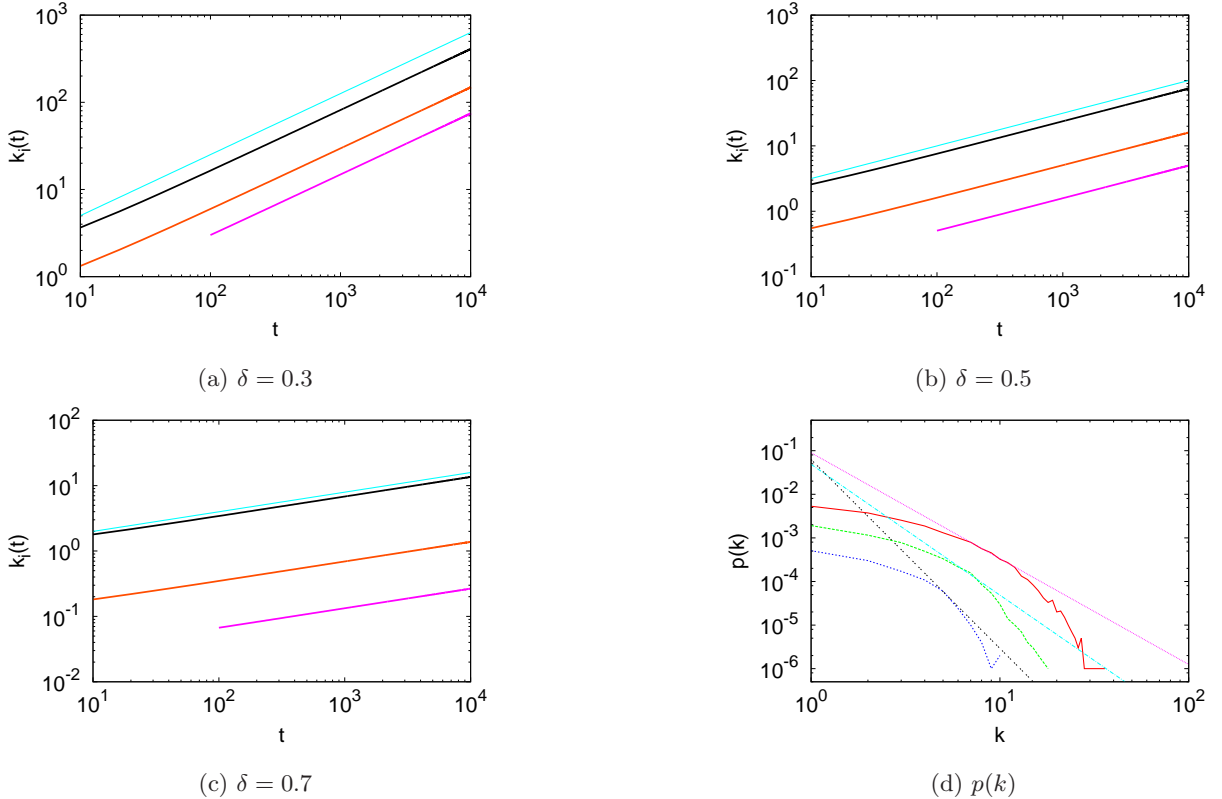 10^3
10^2
10^1
10^0
k_i(t)
10^1 10^2 10^3 10^4
t
(a) δ = 0.3
10^3
10^2
10^1
10^0
10^-1
k_i(t)
10^1 10^2 10^3 10^4
t
(b) δ = 0.5
10^2
10^1
10^0
10^-1
10^-2
k_i(t)
10^1 10^2 10^3 10^4
t
(c) δ = 0.7
10^-1
10^-2
10^-3
10^-4
10^-5
10^-6
p(k)
10^0 10^1 10^2
k
(d) p(k)